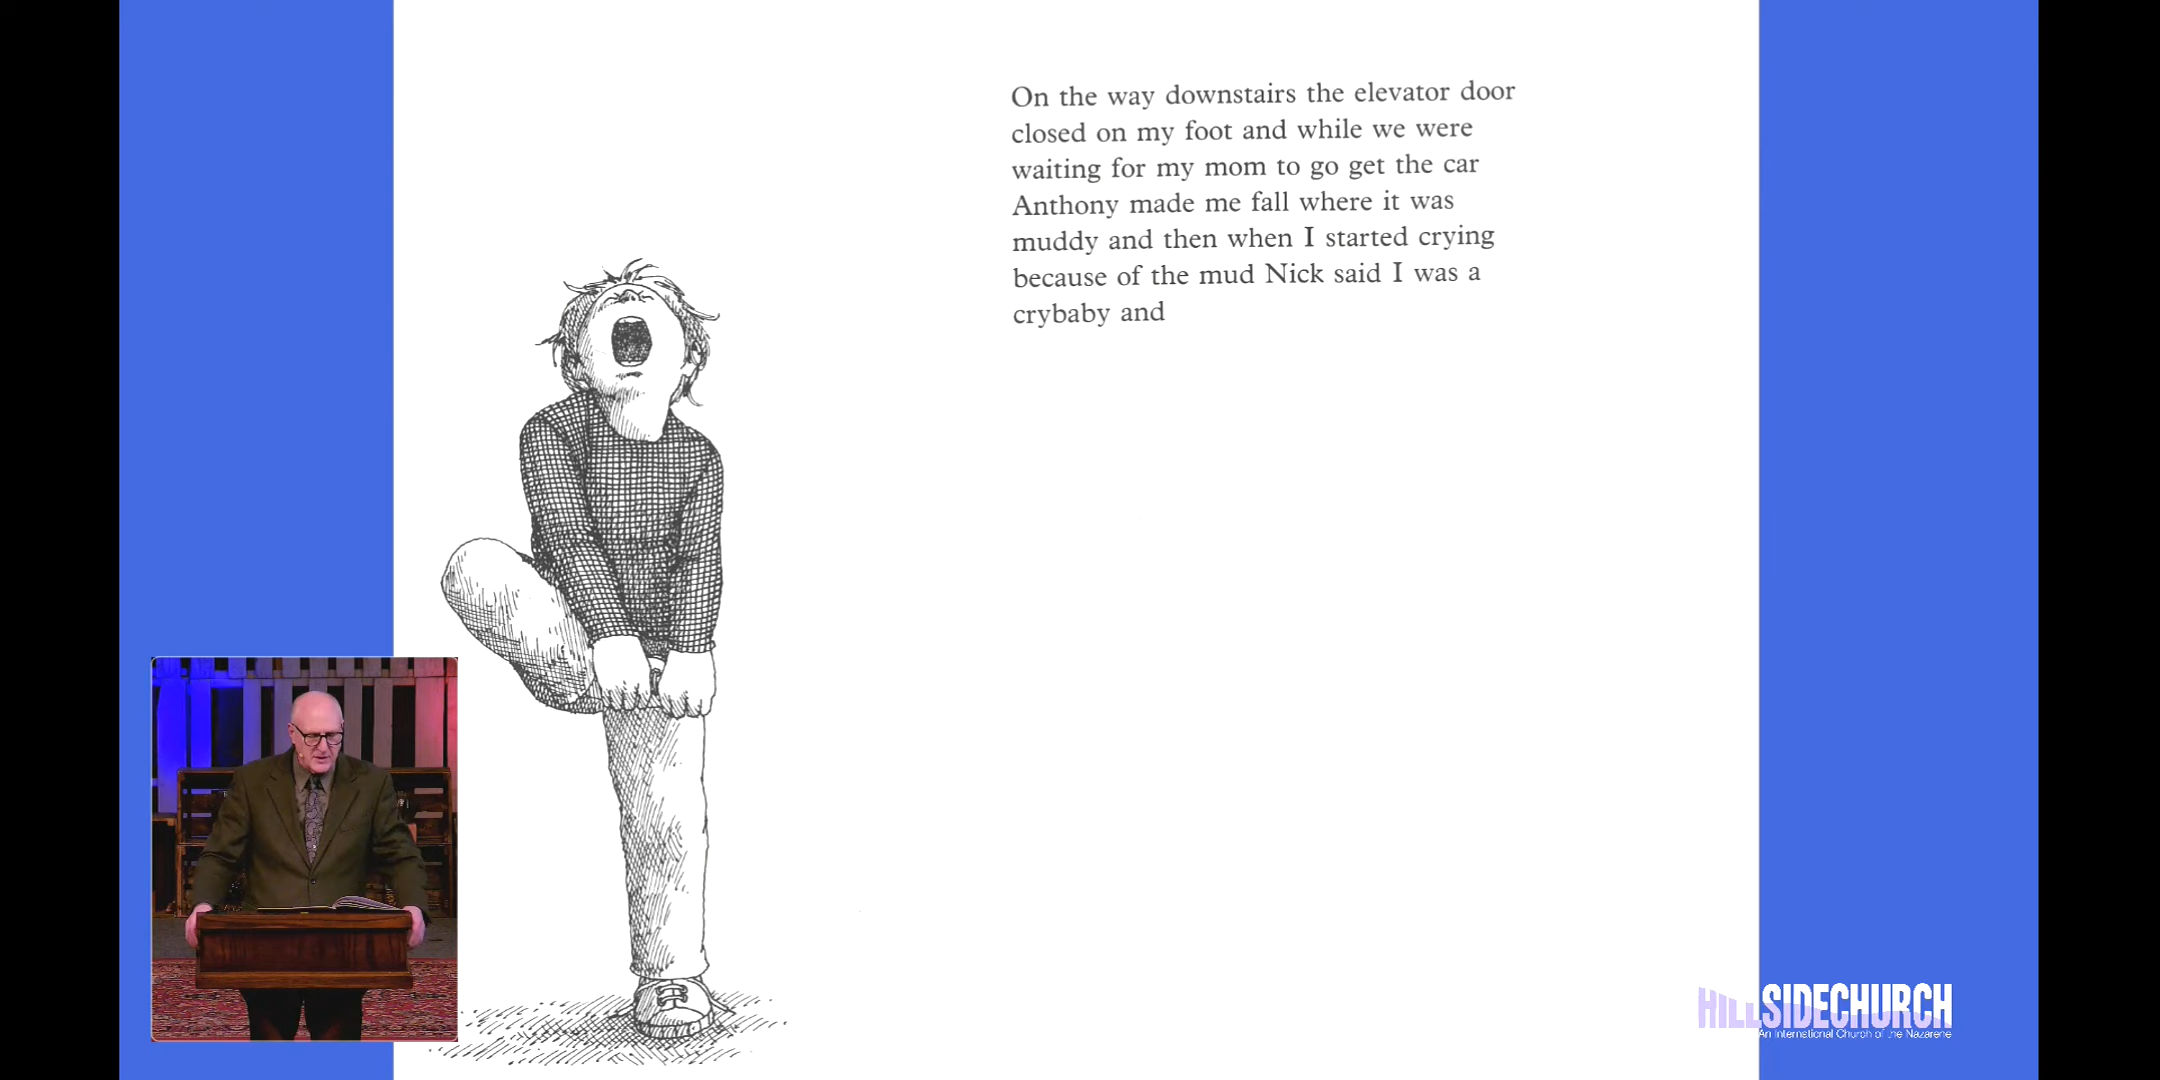 On the way downstairs the elevator door
closed on my foot and while we were
waiting for my mom to go get the car
Anthony made me fall where it was
muddy and then when I started crying
because of the mud Nick said I was a
crybaby and
HILLSIDECHURCH
An International Church of the Nazarene